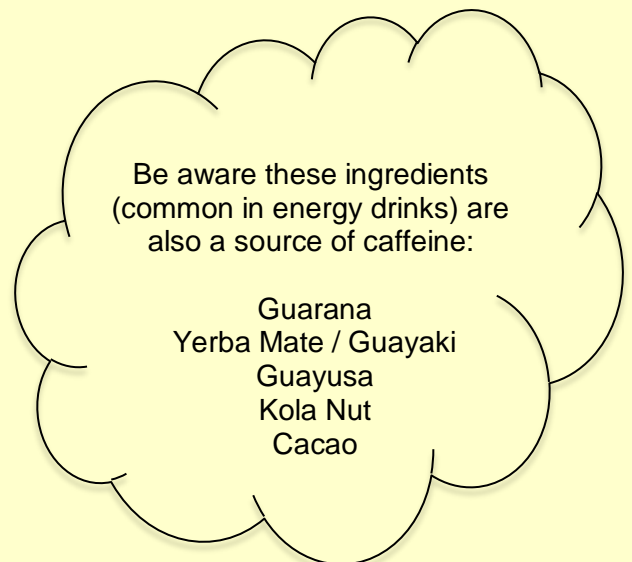 Be aware these ingredients
(common in energy drinks) are
also a source of caffeine:
Guarana
Yerba Mate / Guayaki
Guayusa
Kola Nut
Cacao